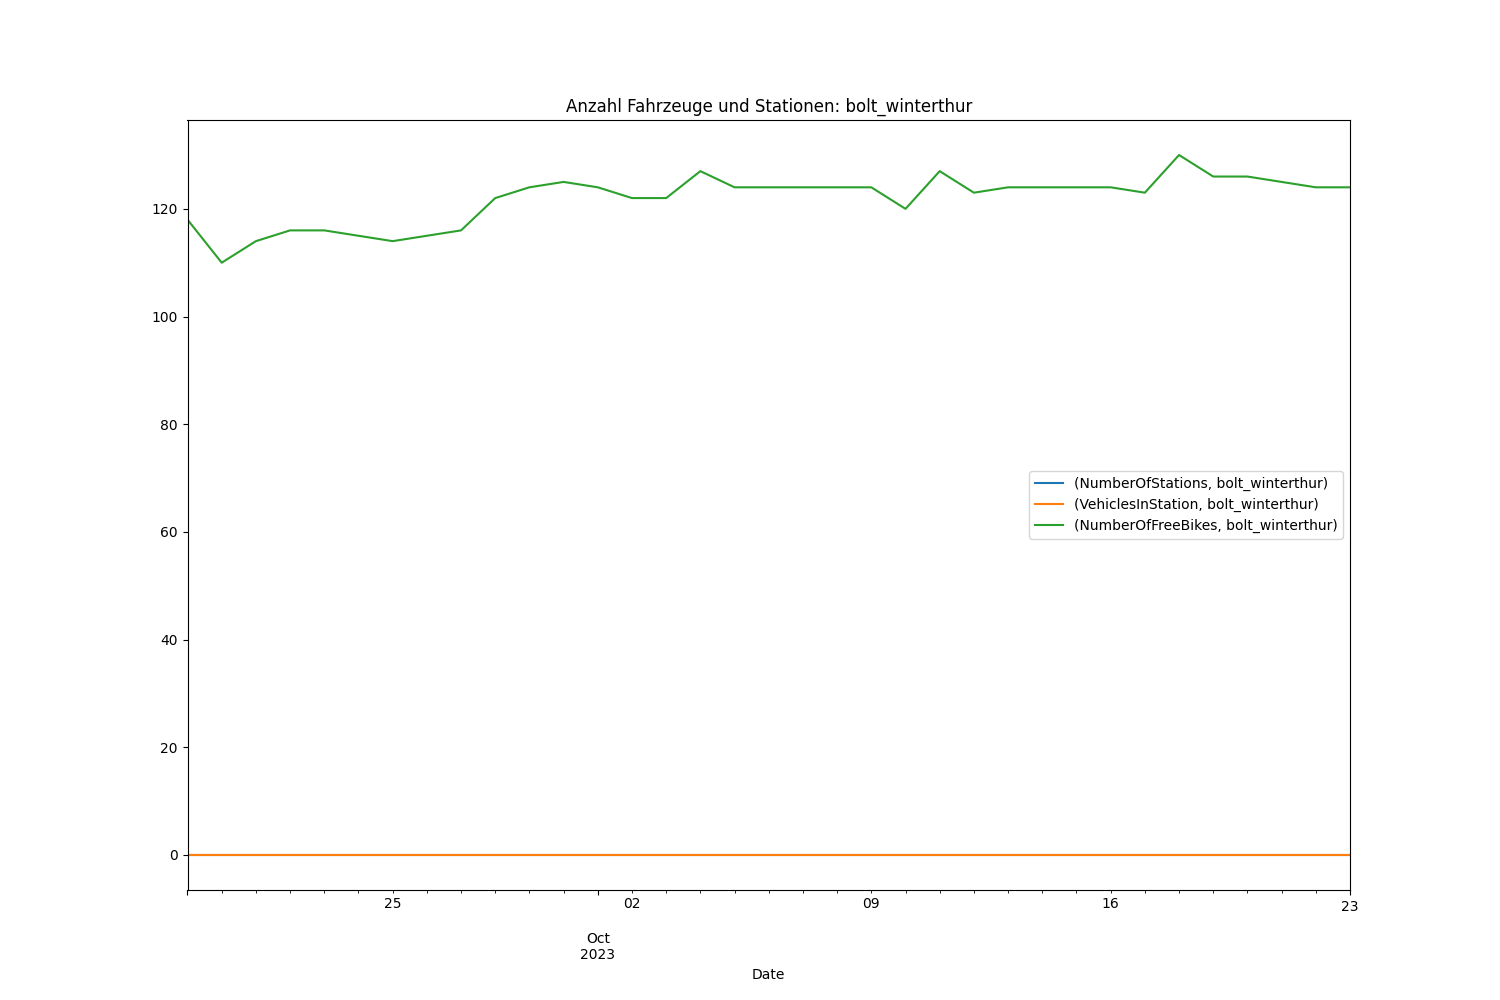 Anzahl Fahrzeuge und Stationen: bolt_winterthur
120
100
80
60
40
20
0
(NumberOfStations, bolt_winterthur)
(VehiclesInStation, bolt_winterthur)
(NumberOfFreeBikes, bolt_winterthur)
25
02
09
16
23
Oct
2023
Date